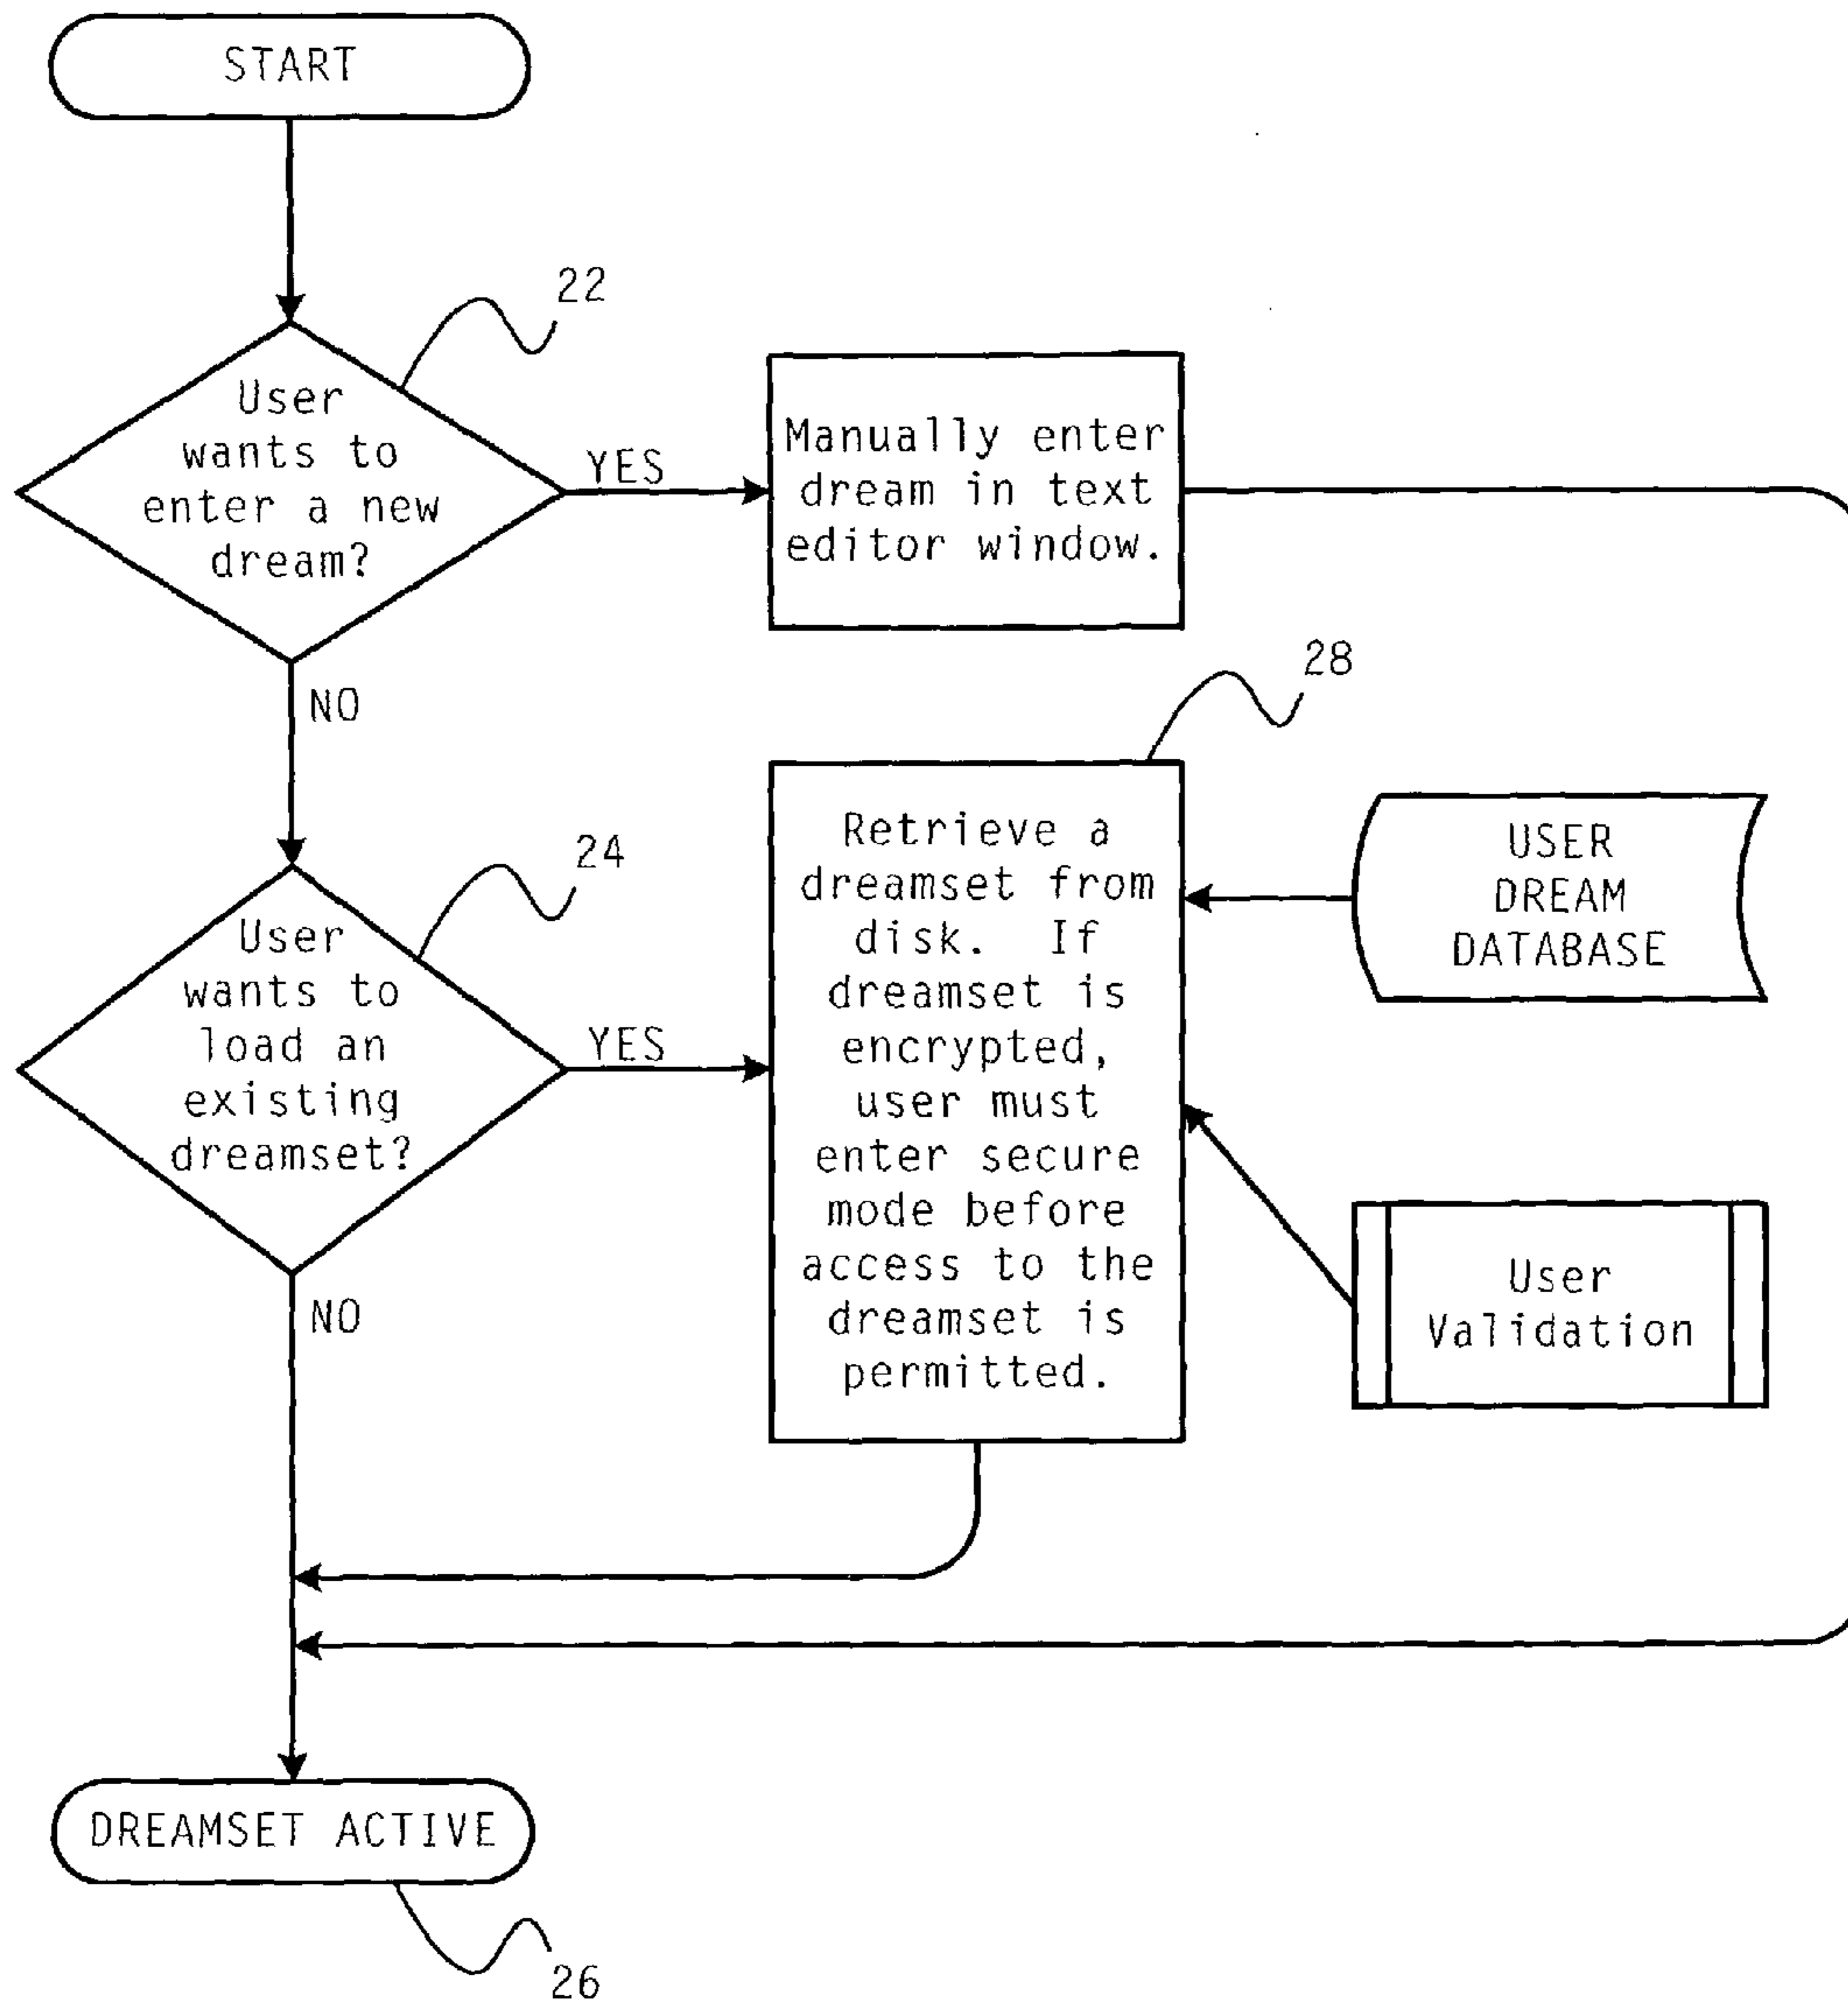 START
22
User
wants to
enter a new
dream?
YES
Manually enter
dream in text
editor window.
NO
28
24
User
wants to
load an
existing
dreamset?
YES
Retrieve a
dreamset from
disk. If
dreamset is
encrypted,
user must
enter secure
mode before
access to the
dreamset is
permitted.
USER
DREAM
DATABASE
User
Validation
NO
DREAMSET ACTIVE
26